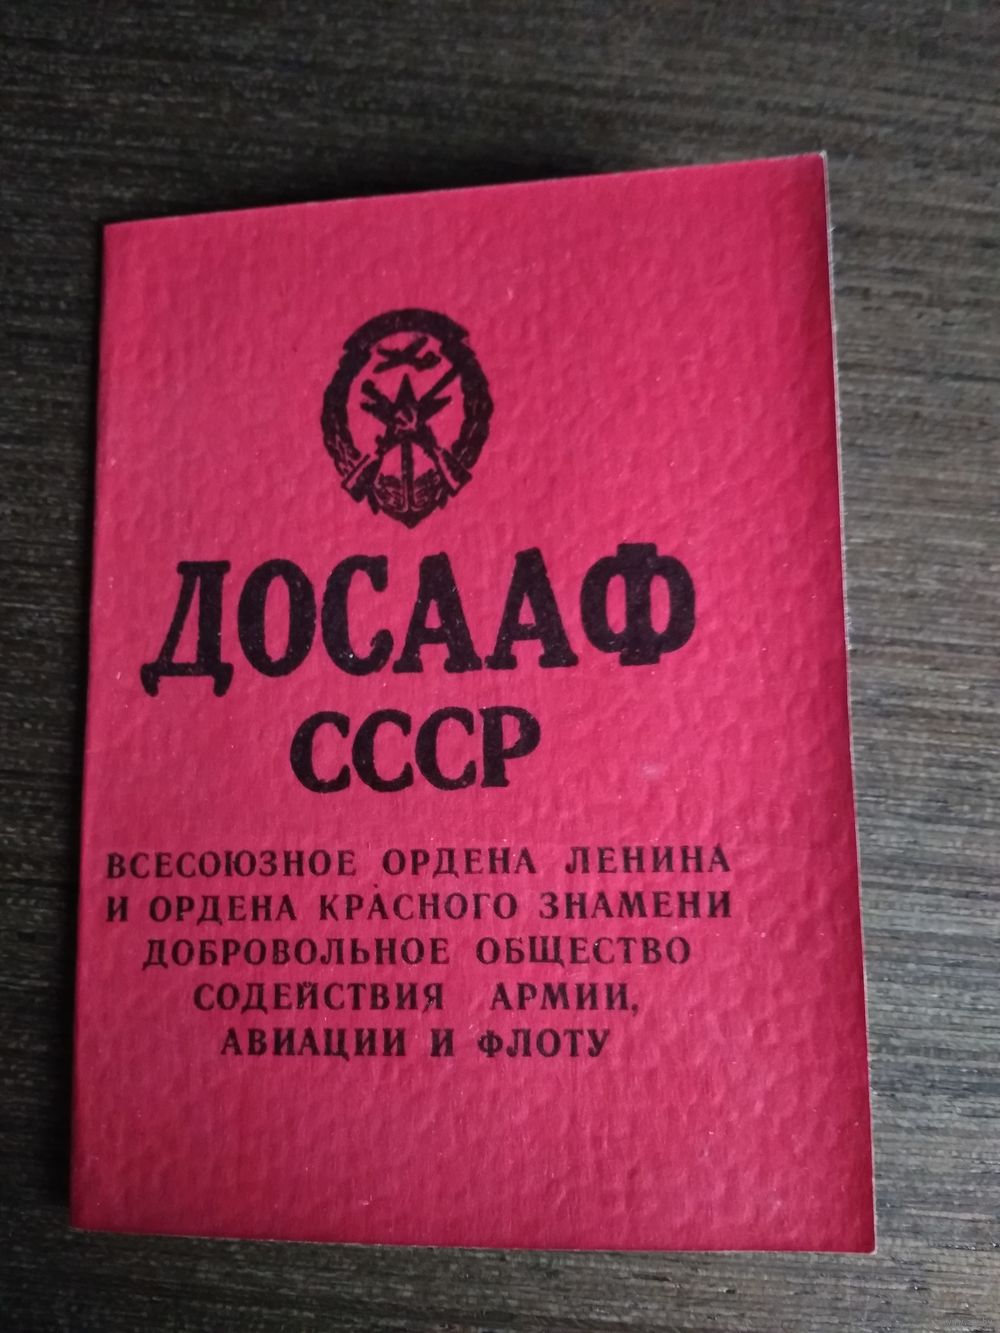 ДОСААФ
СССР
ВСЕСОЮЗНОЕ ОРДЕНА ЛЕНИНА
И ОРДЕНА КРАСНОГО ЗНАМЕНИ
ДОБРОВОЛЬНОЕ ОБЩЕСТВО
СОДЕЙСТВИЯ АРМИИ,
АВИАЦИИ И ФЛОТУ